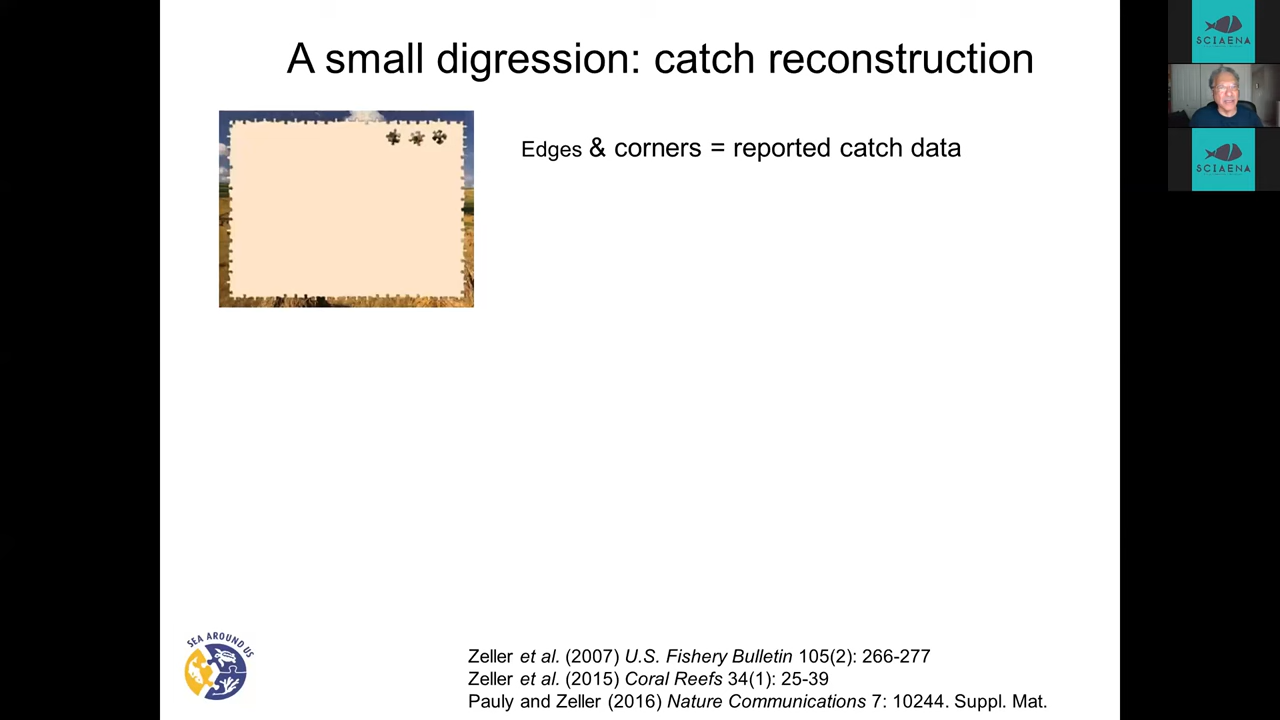 A small digression: catch reconstruction
Edges & corners = reported catch data
SEA AROUND US
Zeller et al. (2007) U.S. Fishery Bulletin 105(2): 266-277
Zeller et al. (2015) Coral Reefs 34(1): 25-39
Pauly and Zeller (2016) Nature Communications 7: 10244. Suppl. Mat.
SCIAENA
SCIAENA